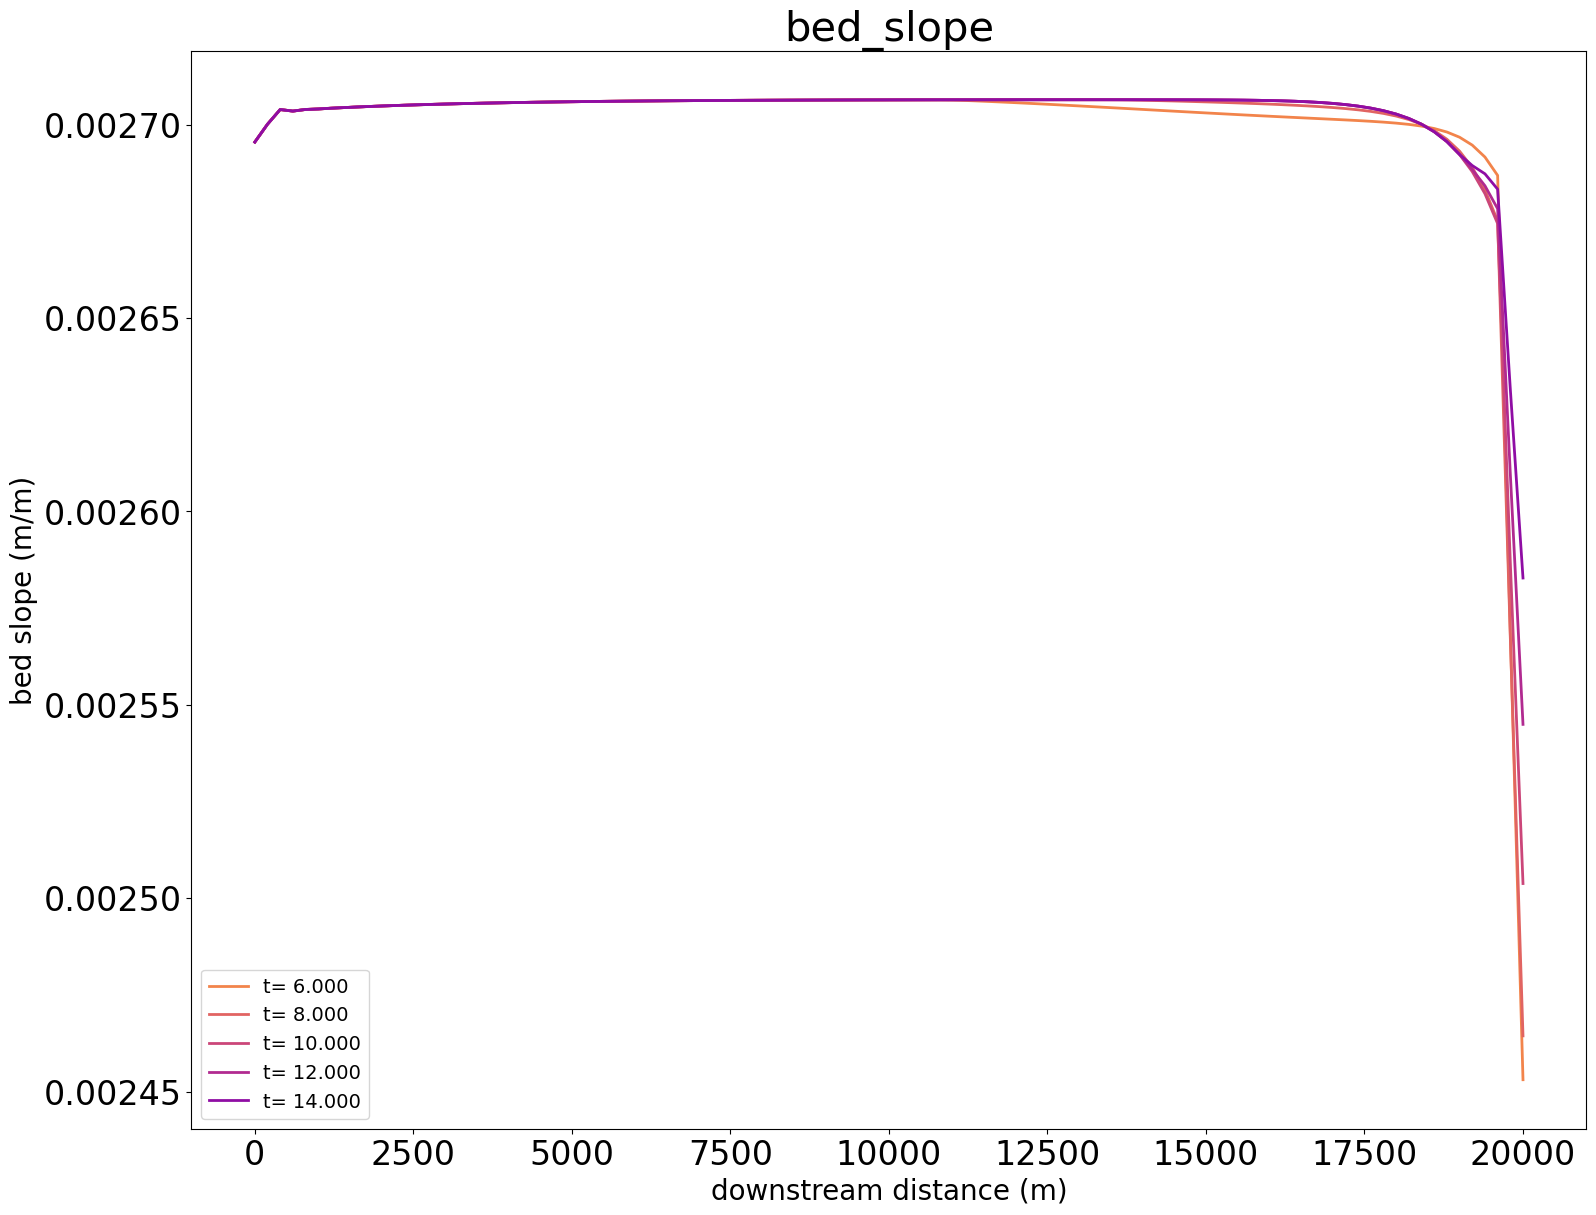 bed_slope
bed slope (m/m)
0.00270
0.00265
0.00260
0.00255
0.00250
0.00245
t= 6.000
t= 8.000
t= 10.000
t= 12.000
t= 14.000
0 2500 5000 7500 10000 12500 15000 17500 20000
downstream distance (m)